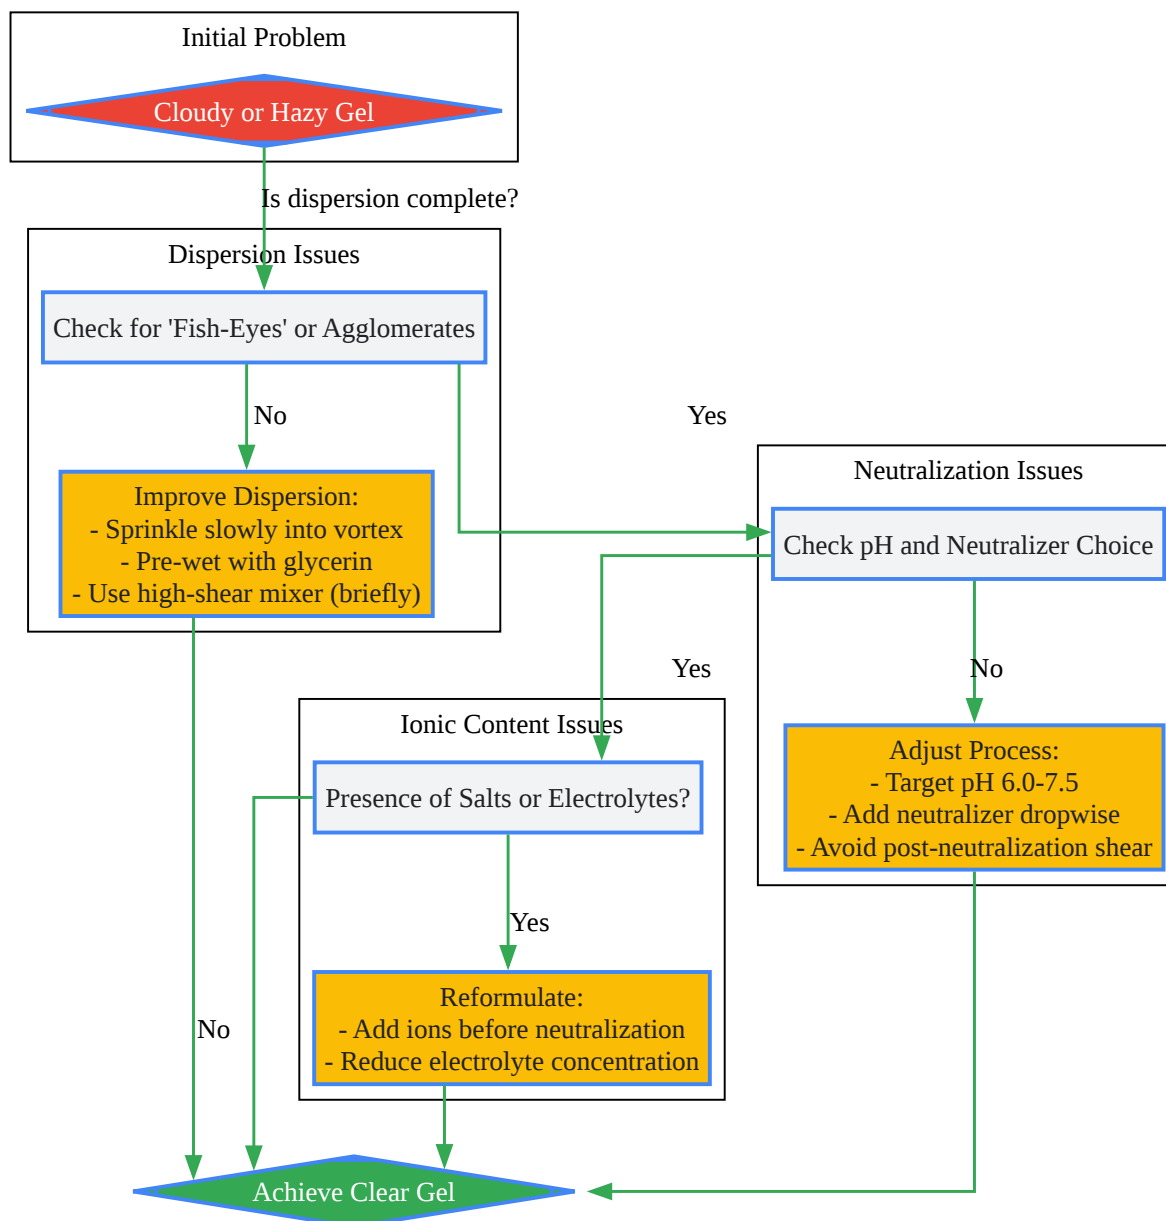 Initial Problem
Cloudy or Hazy Gel
Is dispersion complete?
Dispersion Issues
Check for 'Fish-Eyes' or Agglomerates
No
Yes
Improve Dispersion:
- Sprinkle slowly into vortex
- Pre-wet with glycerin
- Use high-shear mixer (briefly)
Neutralization Issues
Check pH and Neutralizer Choice
Yes
No
Adjust Process:
- Target pH 6.0-7.5
- Add neutralizer dropwise
- Avoid post-neutralization shear
Ionic Content Issues
Presence of Salts or Electrolytes?
Yes
Reformulate:
- Add ions before neutralization
- Reduce electrolyte concentration
No
Achieve Clear Gel